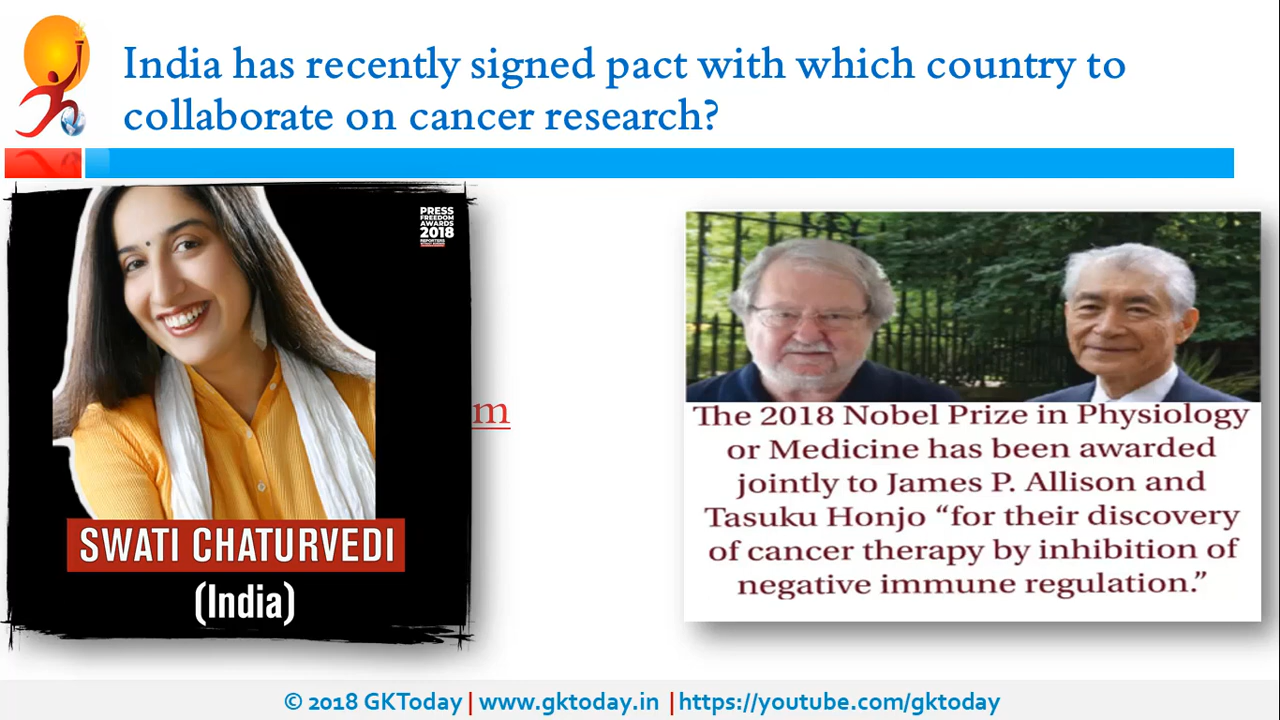 India has recently signed pact with which country to
collaborate on cancer research?
PRESS
FREEDOM
AWARDS
2018
REPORTERS
SWATI CHATURVEDI
(India)
m
The 2018 Nobel Prize in Physiology
or Medicine has been awarded
jointly to James P. Allison and
Tasuku Honjo “for their discovery
of cancer therapy by inhibition of
negative immune regulation.”
© 2018 GKToday | www.gktoday.in | https://youtube.com/gktoday